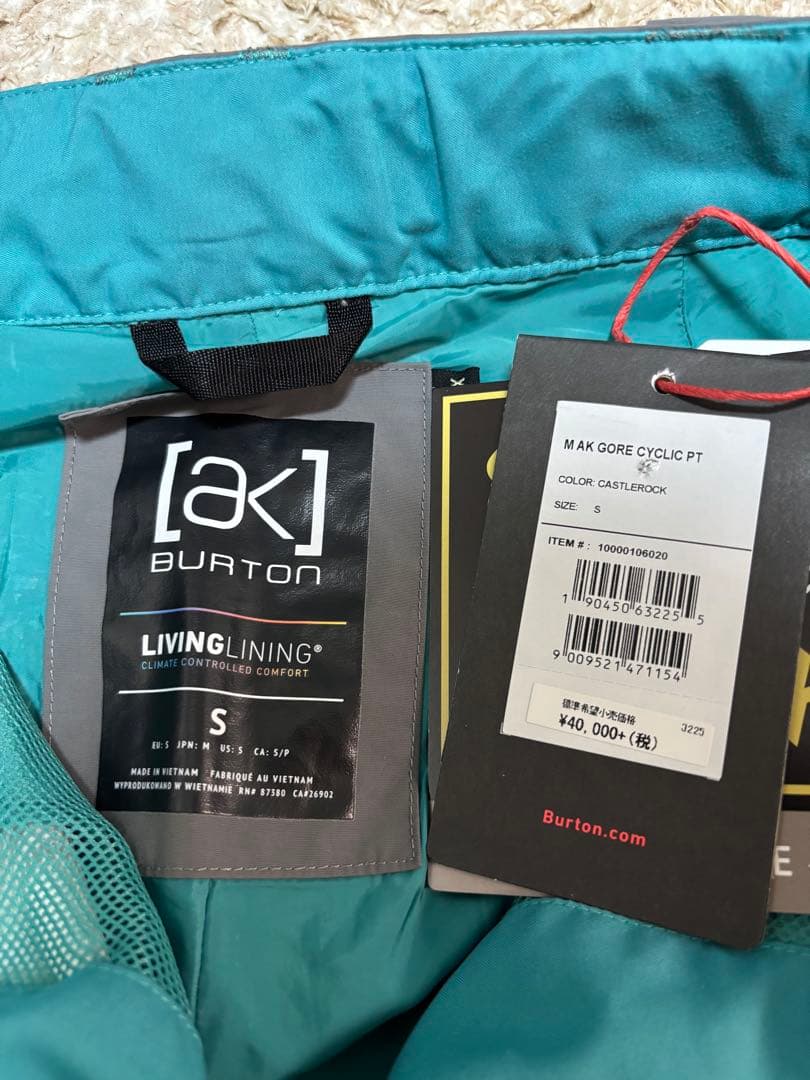 [ak]
BURTON
LIVINGLINING®
CLIMATE CONTROLLED COMFORT
S
EU: S JPN: M US: S CA: S/P
MADE IN VIETNAM FABRIQUÉ AU VIETNAM
WYPRODUKOWANO W WIETNAMIE RN# 87380 CA#26902
M AK GORE CYCLIC PT
COLOR: CASTLEROCK
SIZE: S
ITEM #: 10000106020
1 90450 63225 5
9 009521 471154
標準希望小売価格
¥40,000+(税)
3225
Burton.com
E